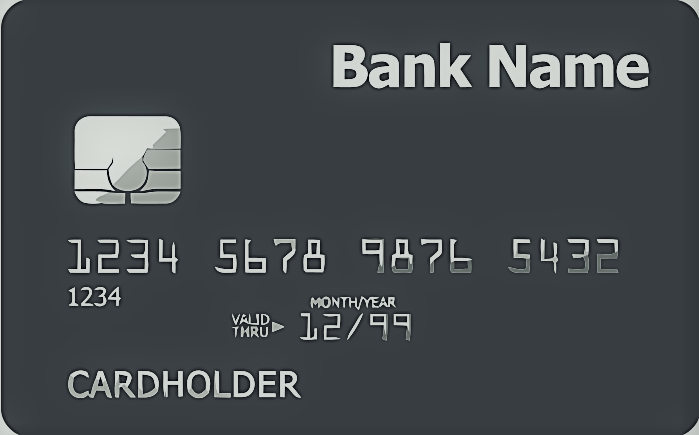 Bank Name
1234 5678 9876 5432
1234
MONTH/YEAR
VALID THRU 12/99
CARDHOLDER